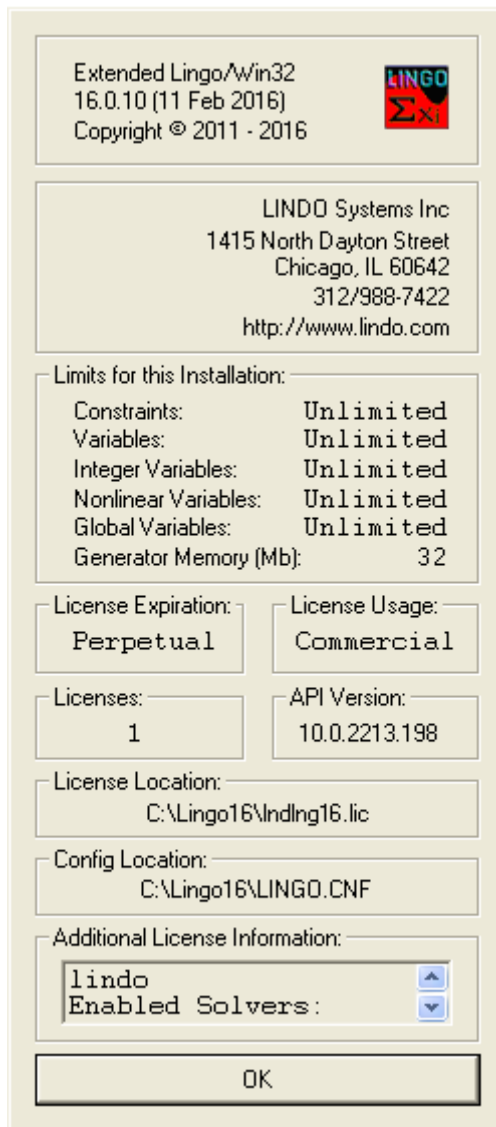 Extended Lingo/Win32
16.0.10 (11 Feb 2016)
Copyright © 2011 - 2016
LINGO
Σxi
LINDO Systems Inc
1415 North Dayton Street
Chicago, IL 60642
312/988-7422
http://www.lindo.com
Limits for this Installation:
Constraints: Unlimited
Variables: Unlimited
Integer Variables: Unlimited
Nonlinear Variables: Unlimited
Global Variables: Unlimited
Generator Memory (Mb): 32
License Expiration:
Perpetual
License Usage:
Commercial
Licenses:
1
API Version:
10.0.2213.198
License Location:
C:\Lingo16\lndlng16.lic
Config Location:
C:\Lingo16\LINGO.CNF
Additional License Information:
lindo
Enabled Solvers:
OK